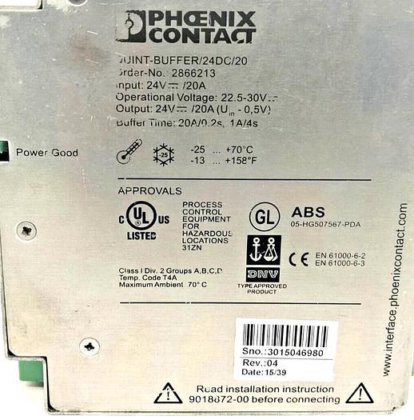 PHOENIX
CONTACT
QUINT-BUFFER/24DC/20
Order-No.: 2866213
Input: 24V⎓ /20A
Operational Voltage: 22.5-30V⎓
Output: 24V⎓ /20A (Uin - 0,5V)
Buffer Time: 20A/0.2s, 1A/4s
Power Good
-25 ... +70°C
-25
-13 ... +158°F
APPROVALS
c UL us
LISTED
PROCESS
CONTROL
EQUIPMENT
FOR
HAZARDOUS
LOCATIONS
31ZN
GL
ABS
05-HG507567-PDA
DNV
TYPE APPROVED
PRODUCT
CE
EN 61000-6-2
EN 61000-6-3
Class I Div. 2 Groups A,B,C,D
Temp. Code T4A
Maximum Ambient 70° C
www.interface.phoenixcontact.com
Sno.:3015046980
Rev.:04
Date:15/39
Read installation instruction
9018672-00 before connecting